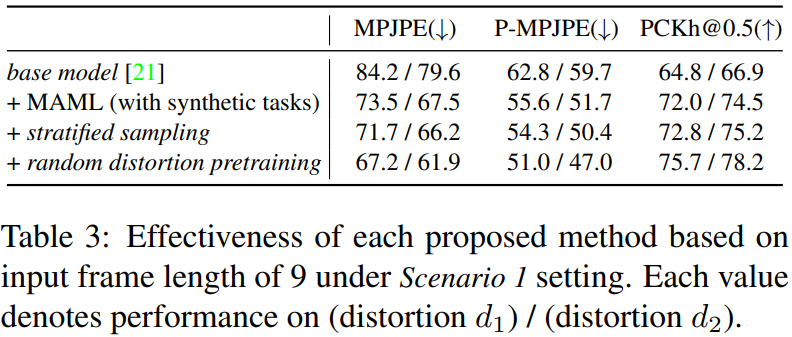 MPJPE(↓) P-MPJPE(↓) PCKh@0.5(↑)
base model [21] 84.2 / 79.6 62.8 / 59.7 64.8 / 66.9
+ MAML (with synthetic tasks) 73.5 / 67.5 55.6 / 51.7 72.0 / 74.5
+ stratified sampling 71.7 / 66.2 54.3 / 50.4 72.8 / 75.2
+ random distortion pretraining 67.2 / 61.9 51.0 / 47.0 75.7 / 78.2
Table 3: Effectiveness of each proposed method based on
input frame length of 9 under Scenario 1 setting. Each value
denotes performance on (distortion d₁) / (distortion d₂).